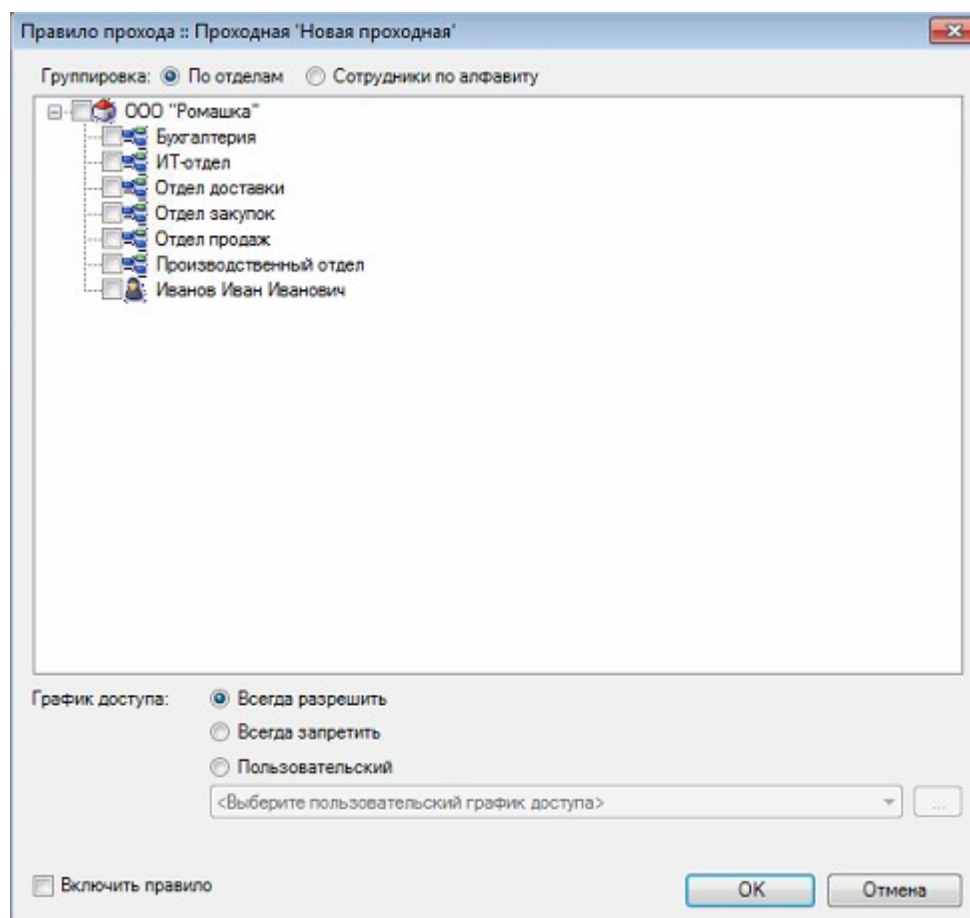 Правило прохода :: Проходная 'Новая проходная'
Группировка: По отделам Сотрудники по алфавиту
ООО "Ромашка"
Бухгалтерия
ИТ-отдел
Отдел доставки
Отдел закупок
Отдел продаж
Производственный отдел
Иванов Иван Иванович
График доступа: Всегда разрешить
Всегда запретить
Пользовательский
<Выберите пользовательский график доступа> ...
Включить правило OK Отмена